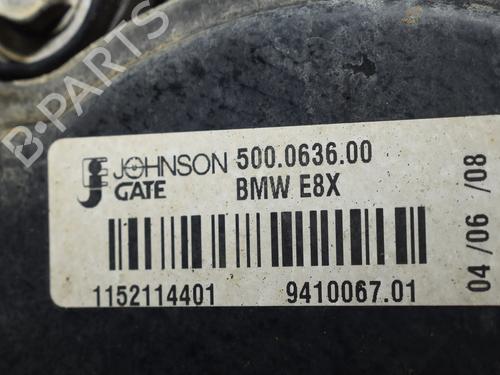 JOHNSON 500.0636.00
GATE BMW E8X
1152114401 9410067.01
04 /06 /08
B-PARTS